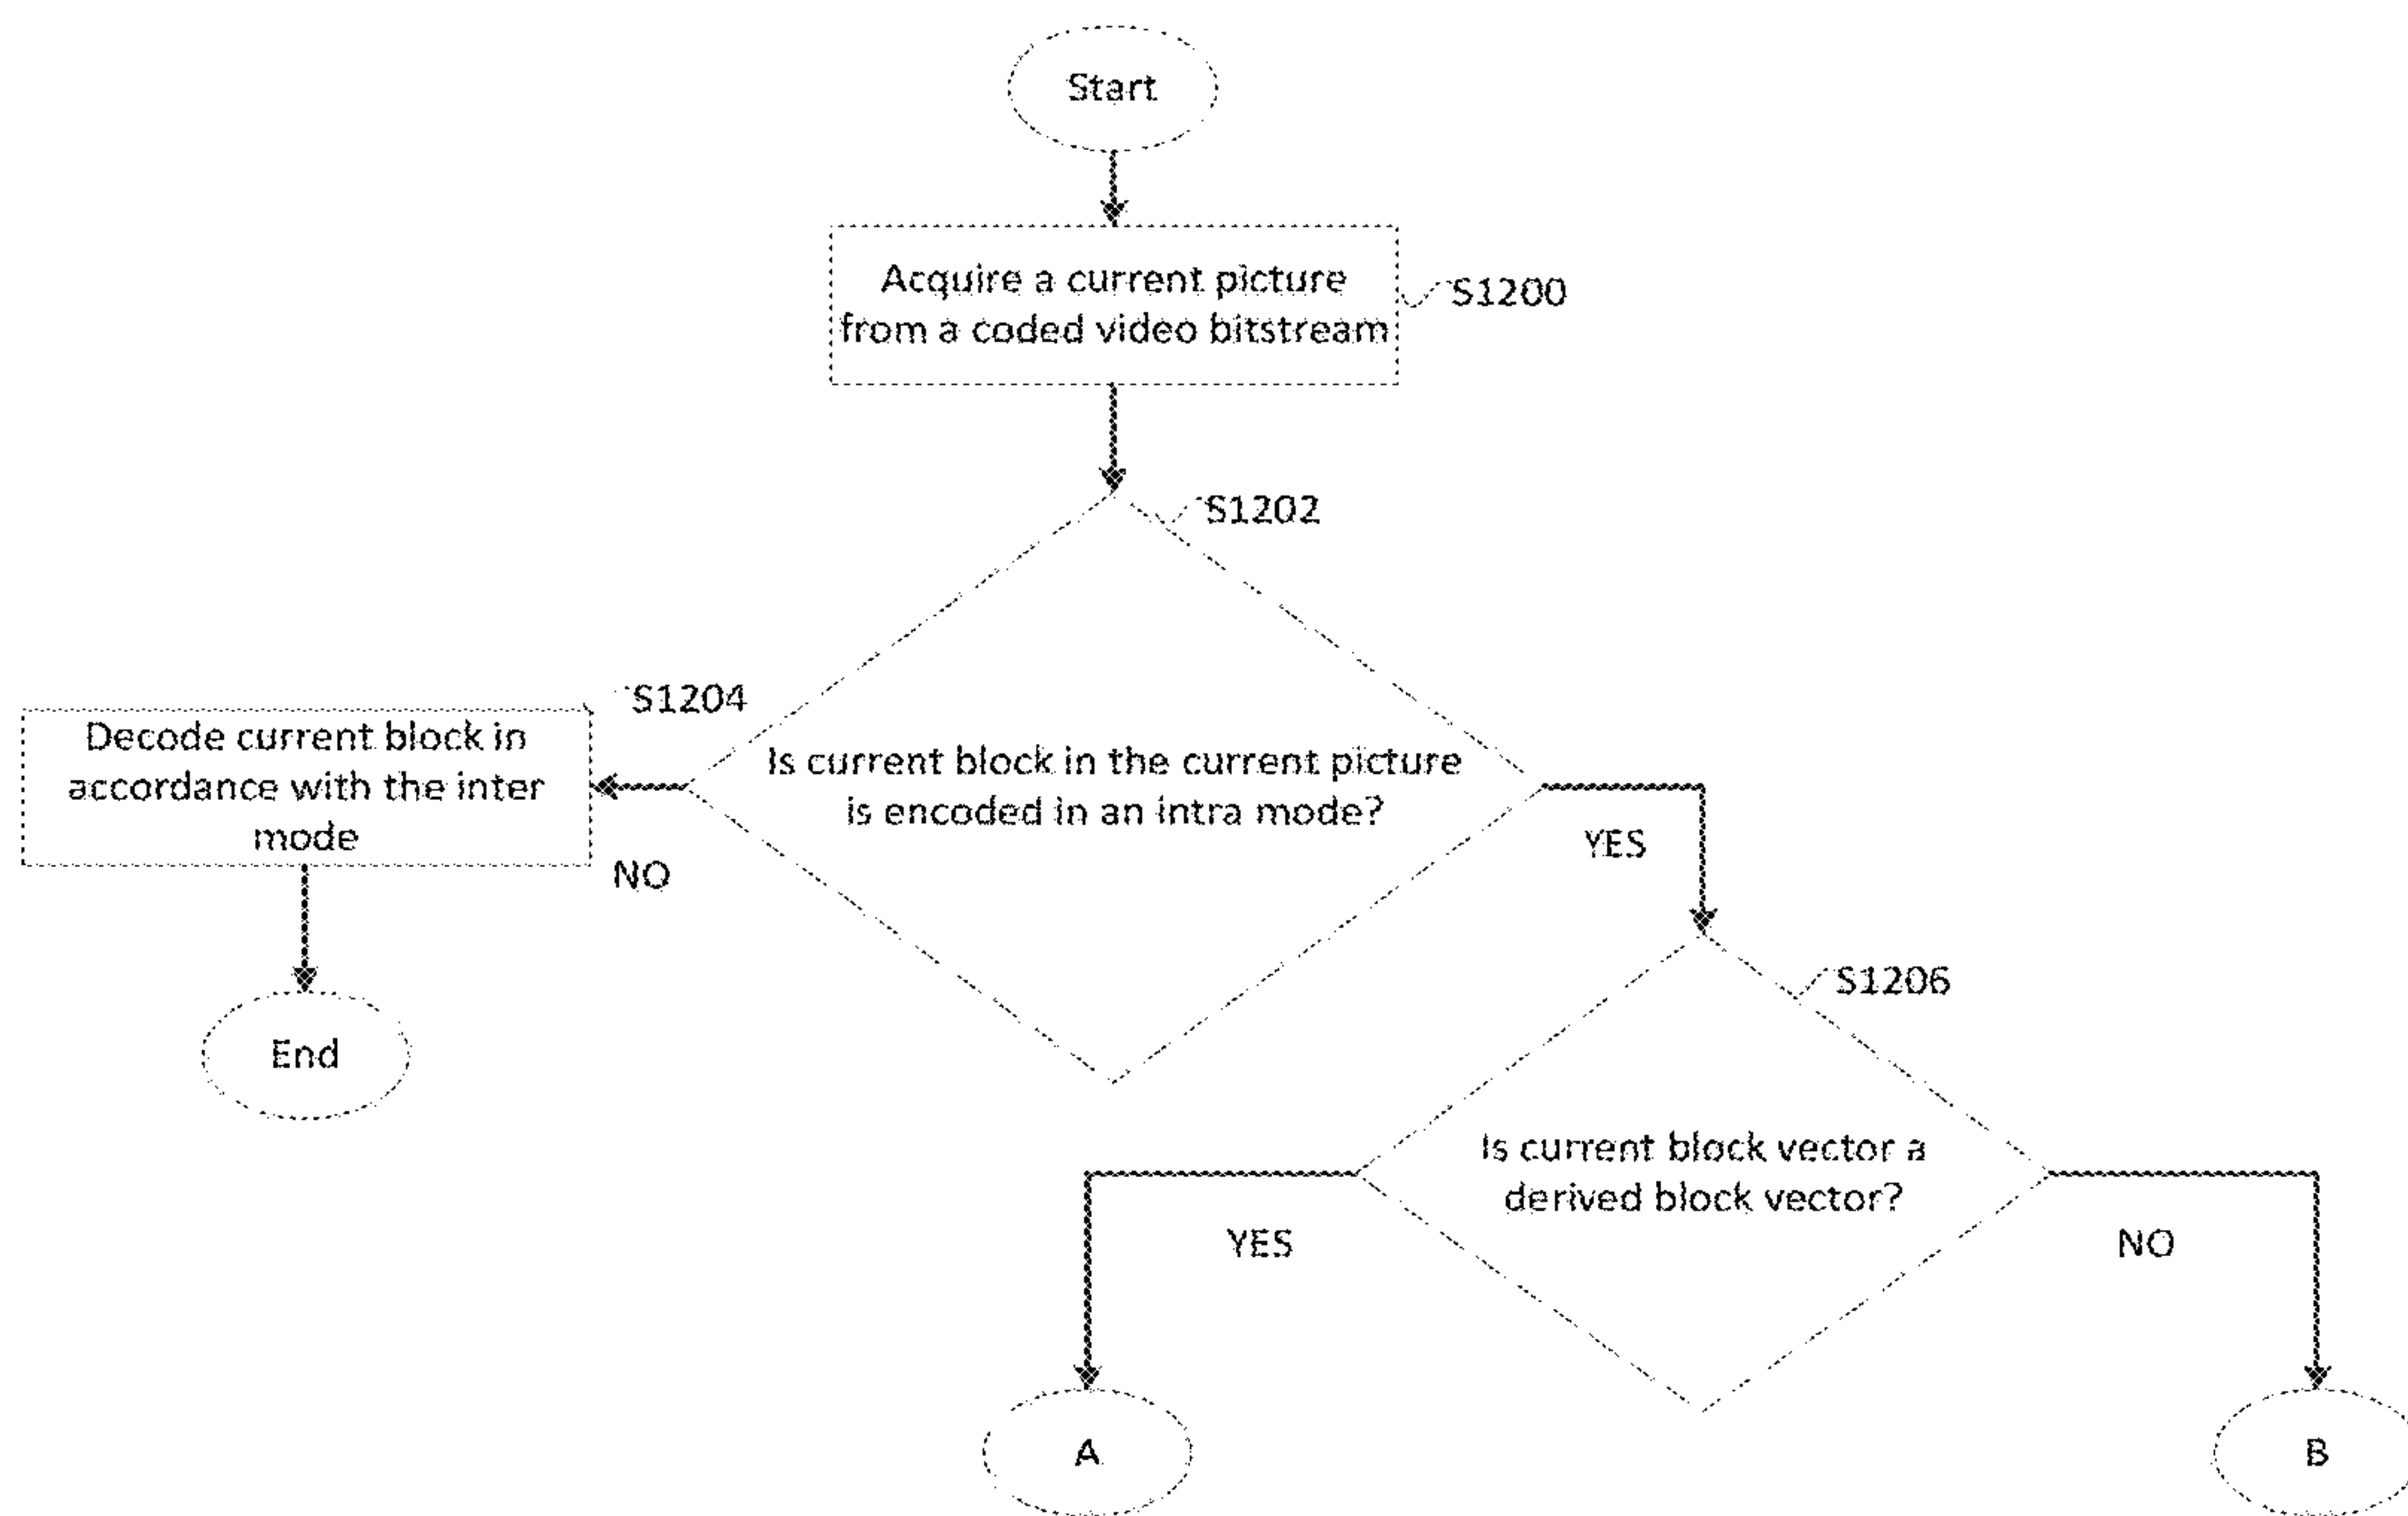 Start
Acquire a current picture
from a coded video bitstream
S1200
S1202
S1204
Decode current block in
accordance with the inter
mode
Is current block in the current picture
is encoded in an intra mode?
YES
NO
S1206
End
Is current block vector a
derived block vector?
YES
NO
A
B